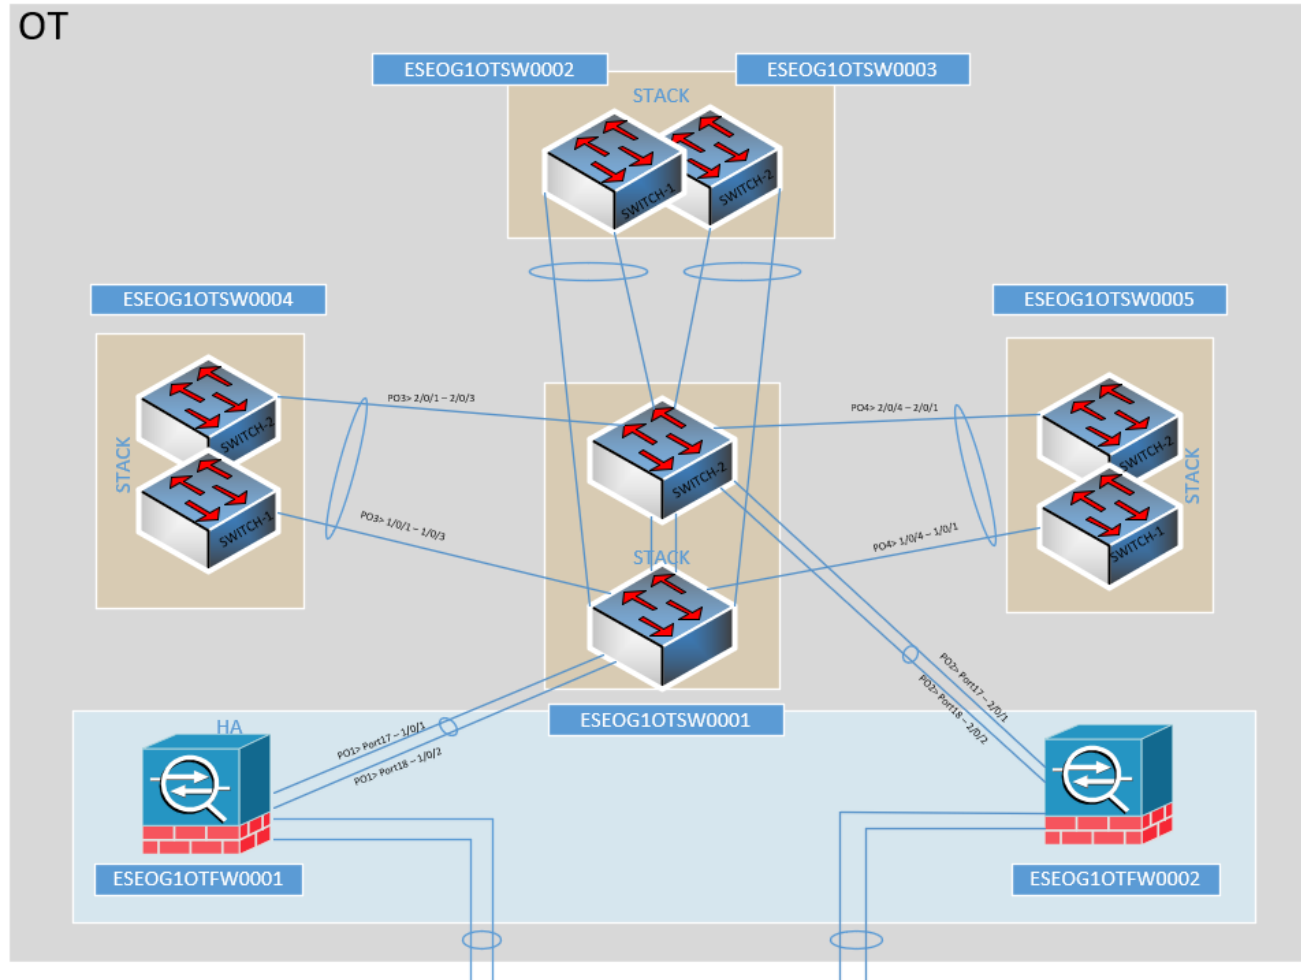 OT
ESEOG1OTSW0002
ESEOG1OTSW0003
STACK
SWITCH-1
SWITCH-2
ESEOG1OTSW0004
ESEOG1OTSW0005
STACK
SWITCH-2
SWITCH-1
PO3> 2/0/1 – 2/0/3
PO3> 1/0/1 – 1/0/3
SWITCH-2
STACK
PO4> 2/0/4 – 2/0/1
PO4> 1/0/4 – 1/0/1
SWITCH-2
SWITCH-1
STACK
ESEOG1OTSW0001
PO2> Port17 – 2/0/1
PO2> Port18 – 2/0/2
HA
PO1> Port17 – 1/0/1
PO1> Port18 – 1/0/2
ESEOG1OTFW0001
ESEOG1OTFW0002